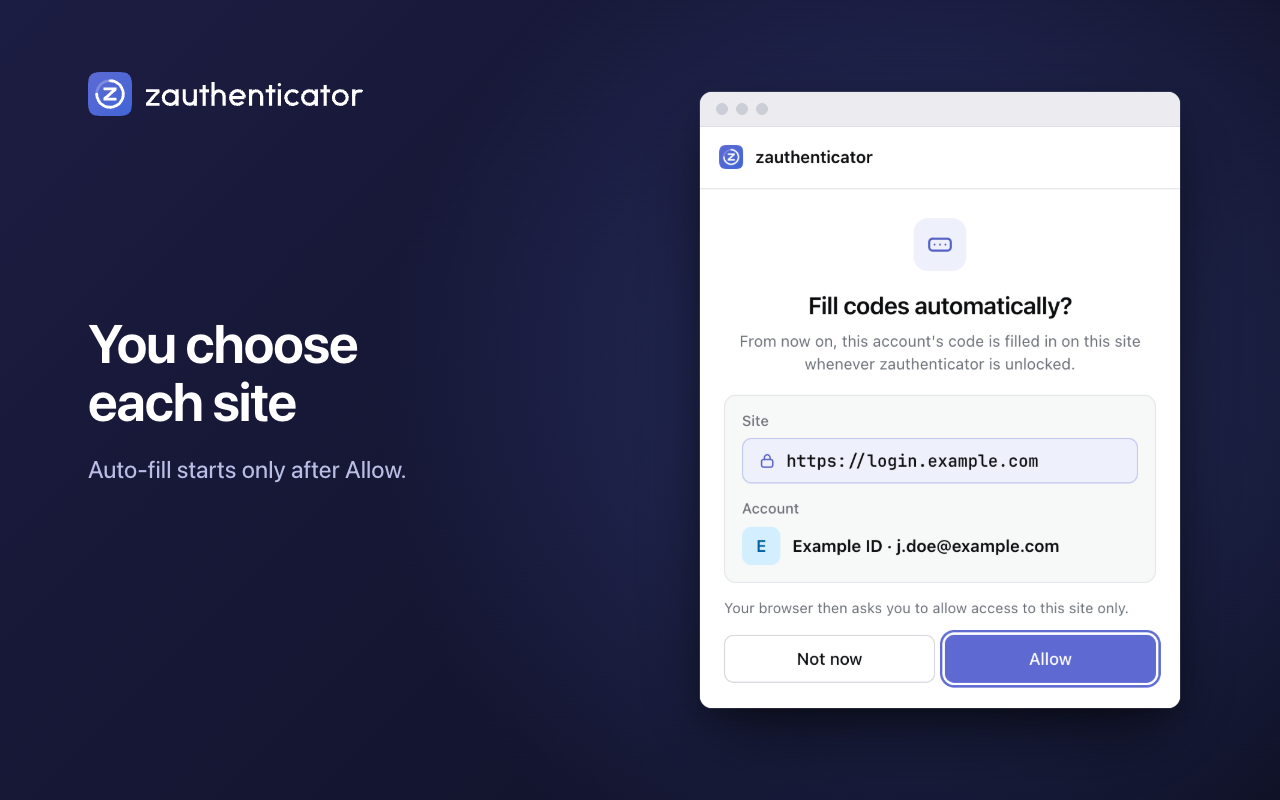 zauthenticator
You choose
each site
Auto-fill starts only after Allow.
zauthenticator
Fill codes automatically?
From now on, this account's code is filled in on this site
whenever zauthenticator is unlocked.
Site
https://login.example.com
Account
E
Example ID · j.doe@example.com
Your browser then asks you to allow access to this site only.
Not now
Allow